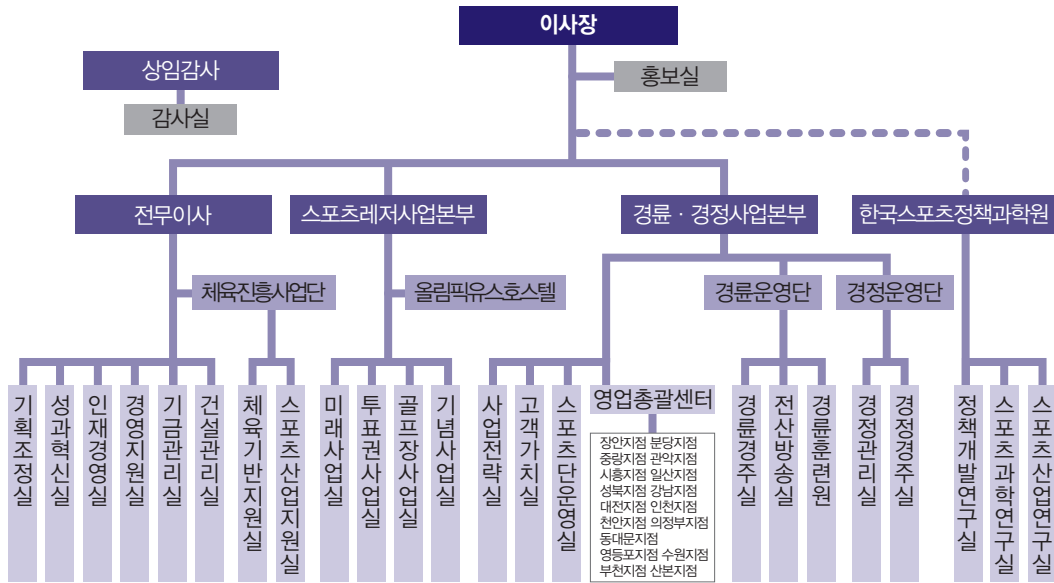 이사장
상임감사
홍보실
감사실
전무이사
스포츠레저사업본부
경륜 · 경정사업본부
한국스포츠정책과학원
체육진흥사업단
올림픽유스호스텔
경륜운영단
경정운영단
기획조정실
성과혁신실
인재경영실
경영지원실
기금관리실
건설관리실
체육기반지원실
스포츠산업지원실
미래사업실
투표권사업실
골프장사업실
기념사업실
사업전략실
고객가치실
스포츠단운영실
영업총괄센터
장안지점 분당지점
중랑지점 관악지점
시흥지점 일산지점
성북지점 강남지점
대전지점 인천지점
천안지점 의정부지점
동대문지점
영등포지점 수원지점
부천지점 산본지점
경륜경주실
전산방송실
경륜훈련원
경정관리실
경정경주실
정책개발연구실
스포츠과학연구실
스포츠산업연구실